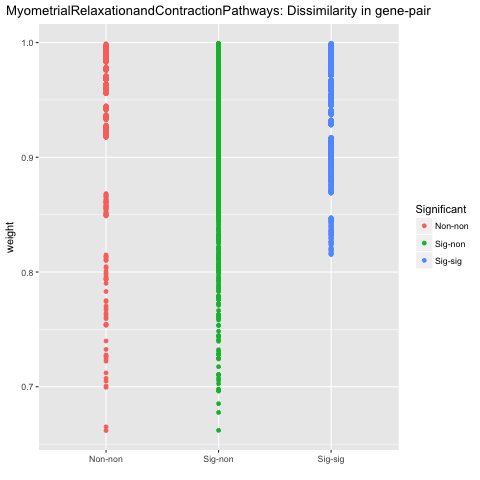 MyometrialRelaxationandContractionPathways: Dissimilarity in gene-pair
1.0
0.9
0.8
0.7
weight
Non-non
Sig-non
Sig-sig
Significant
Non-non
Sig-non
Sig-sig